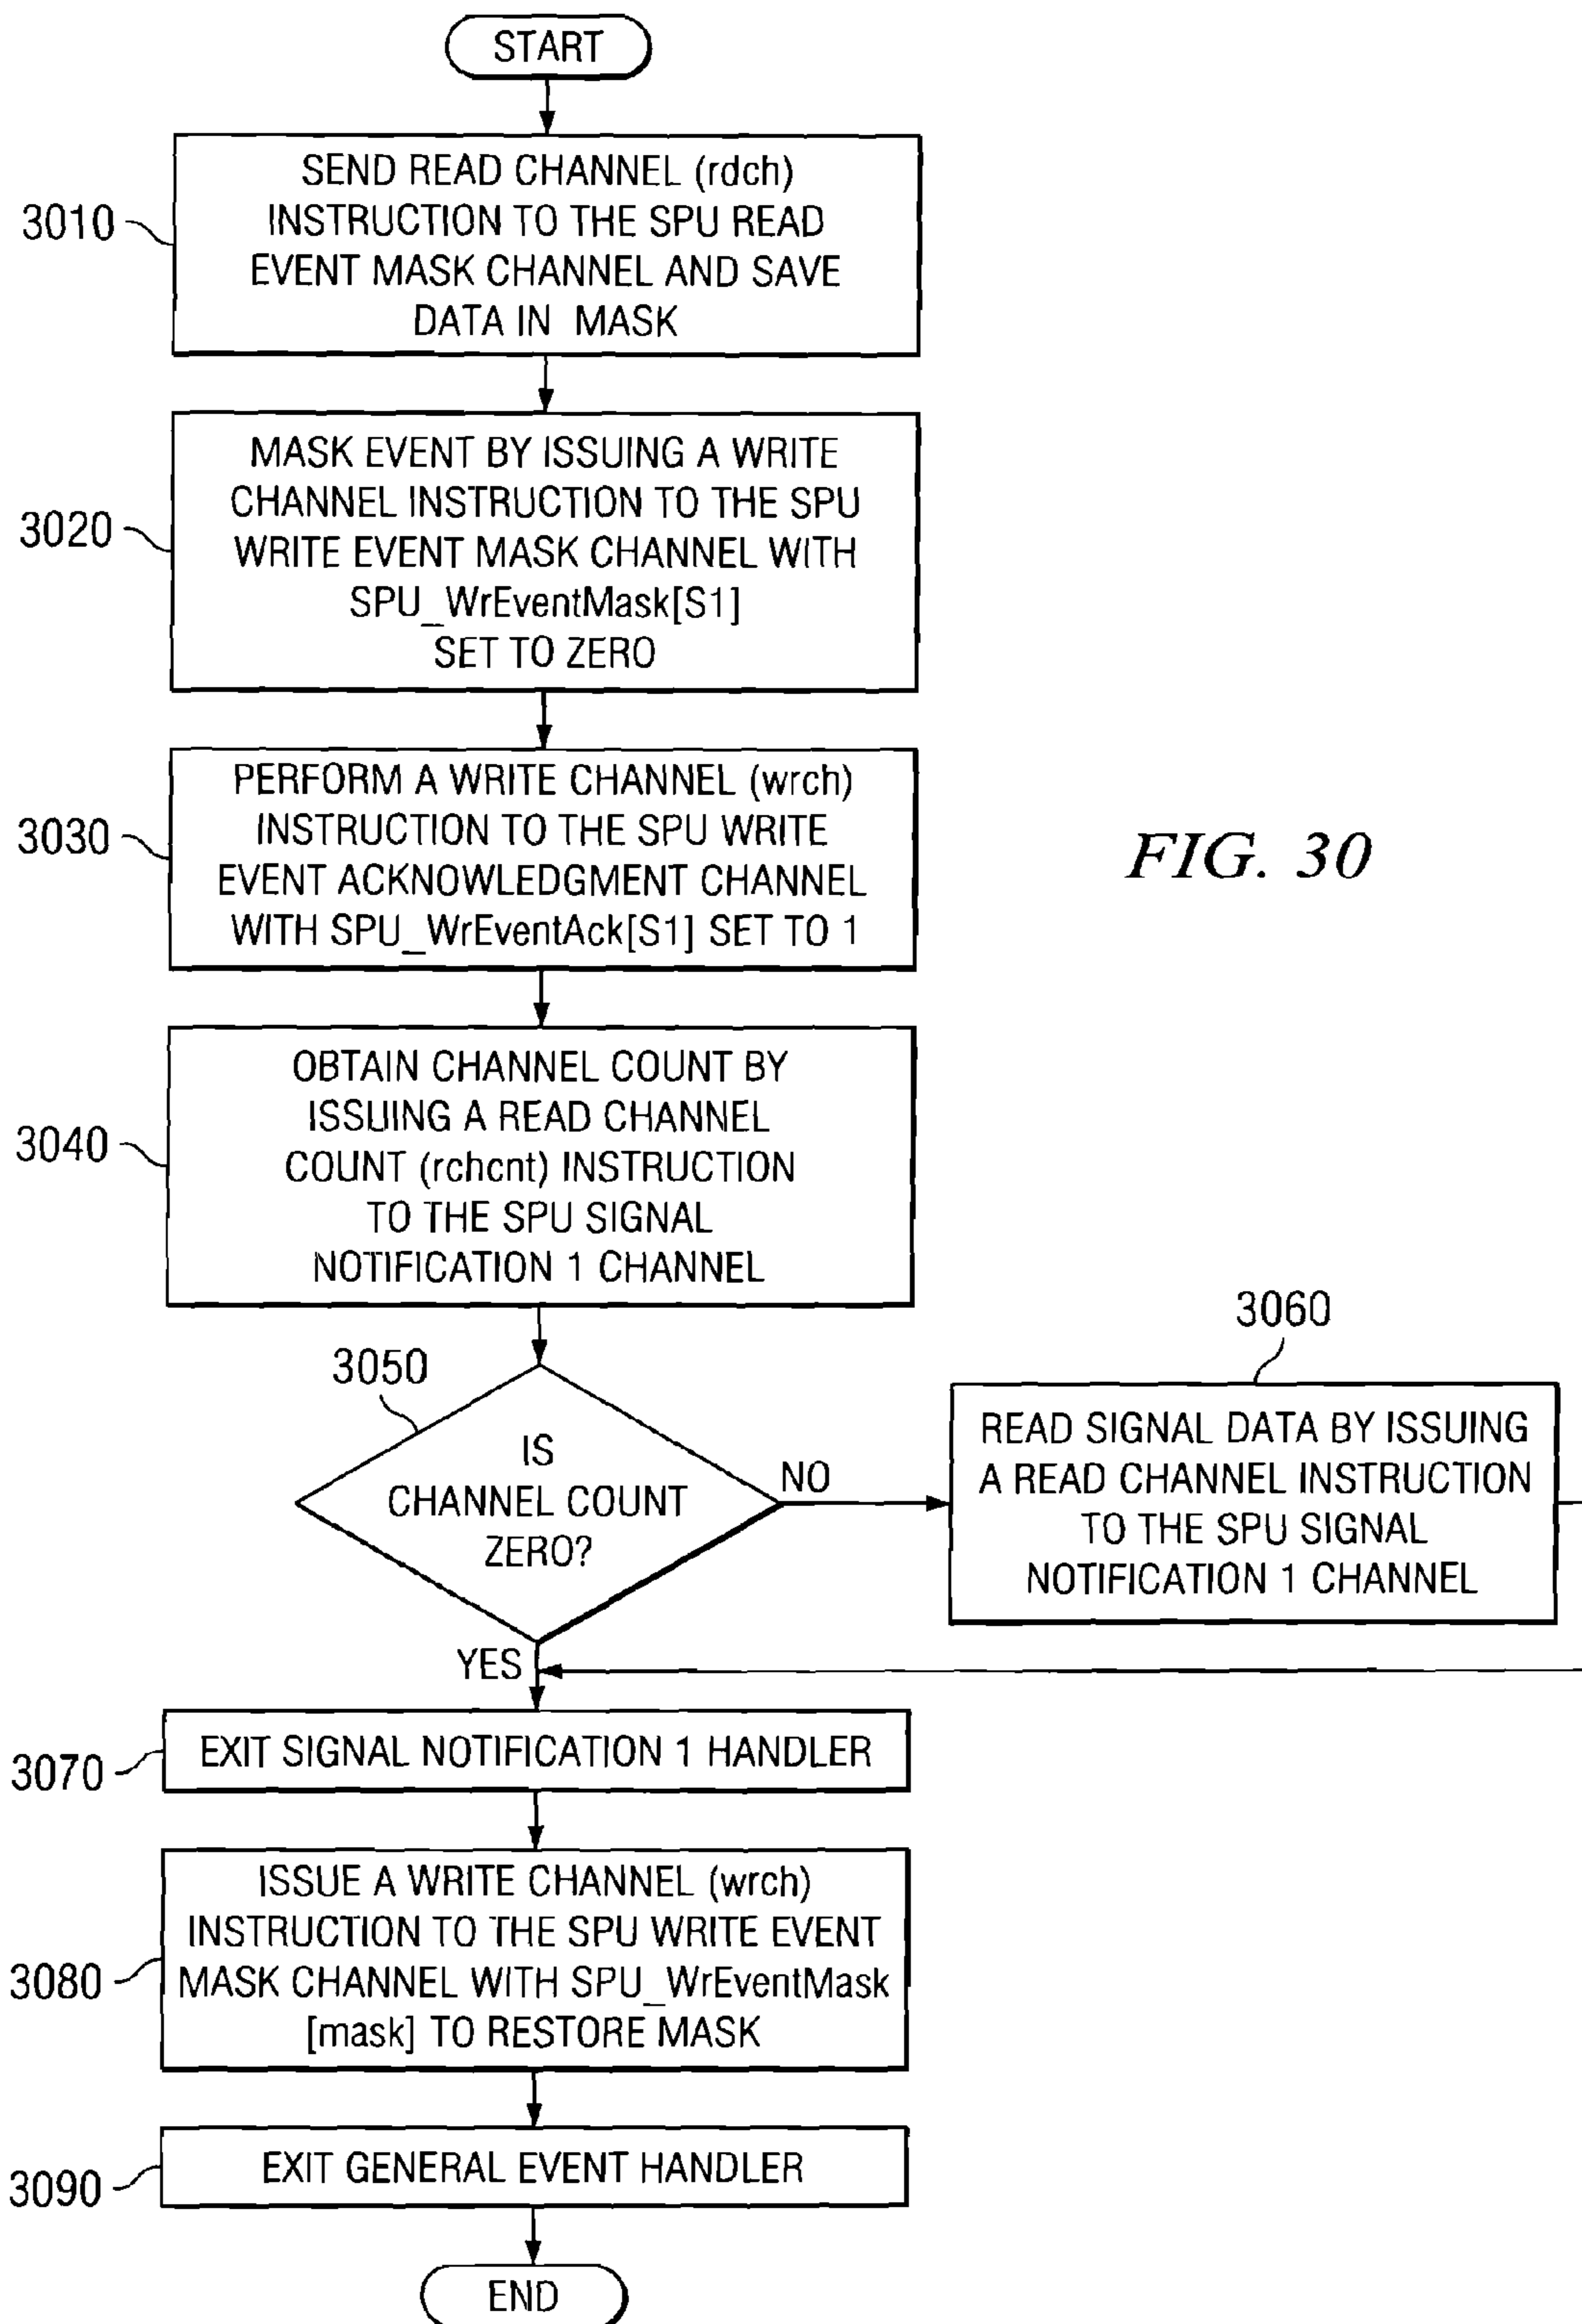 START
SEND READ CHANNEL (rdch)
INSTRUCTION TO THE SPU READ
EVENT MASK CHANNEL AND SAVE
DATA IN MASK
3010
MASK EVENT BY ISSUING A WRITE
CHANNEL INSTRUCTION TO THE SPU
WRITE EVENT MASK CHANNEL WITH
SPU_WrEventMask[S1]
SET TO ZERO
3020
PERFORM A WRITE CHANNEL (wrch)
INSTRUCTION TO THE SPU WRITE
EVENT ACKNOWLEDGMENT CHANNEL
WITH SPU_WrEventAck[S1] SET TO 1
3030
FIG. 30
OBTAIN CHANNEL COUNT BY
ISSUING A READ CHANNEL
COUNT (rchcnt) INSTRUCTION
TO THE SPU SIGNAL
NOTIFICATION 1 CHANNEL
3040
3050
IS
CHANNEL COUNT
ZERO?
NO
3060
READ SIGNAL DATA BY ISSUING
A READ CHANNEL INSTRUCTION
TO THE SPU SIGNAL
NOTIFICATION 1 CHANNEL
YES
EXIT SIGNAL NOTIFICATION 1 HANDLER
3070
ISSUE A WRITE CHANNEL (wrch)
INSTRUCTION TO THE SPU WRITE EVENT
MASK CHANNEL WITH SPU_WrEventMask
[mask] TO RESTORE MASK
3080
EXIT GENERAL EVENT HANDLER
3090
END